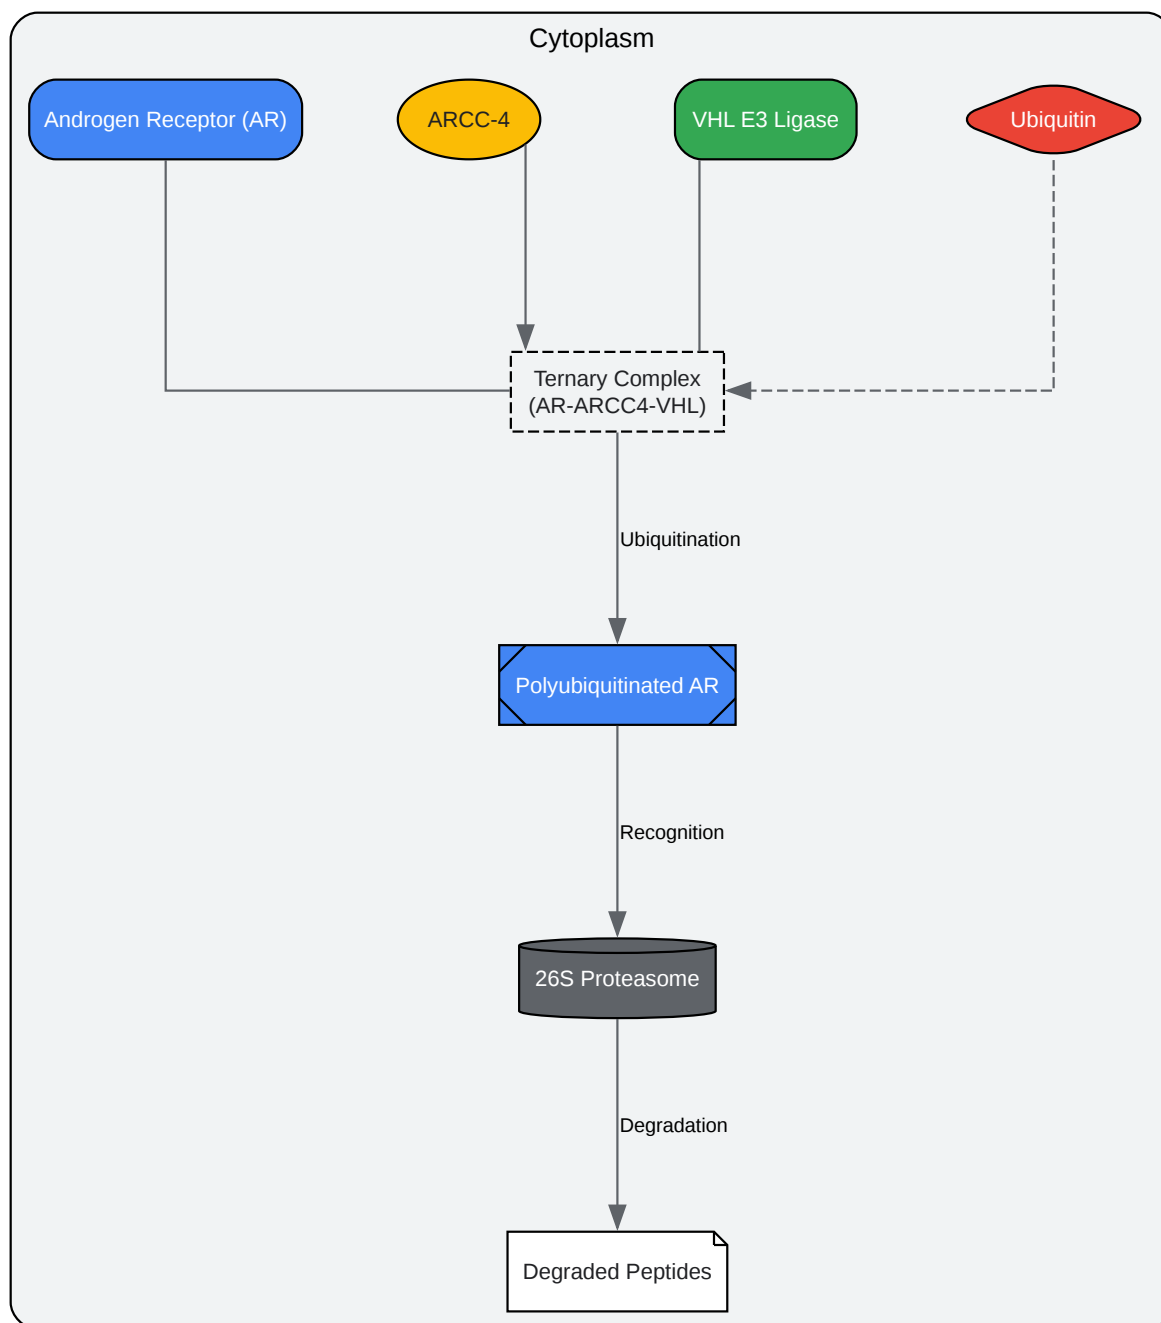 Cytoplasm
Androgen Receptor (AR)
ARCC-4
VHL E3 Ligase
Ubiquitin
Ternary Complex
(AR-ARCC4-VHL)
Ubiquitination
Polyubiquitinated AR
Recognition
26S Proteasome
Degradation
Degraded Peptides